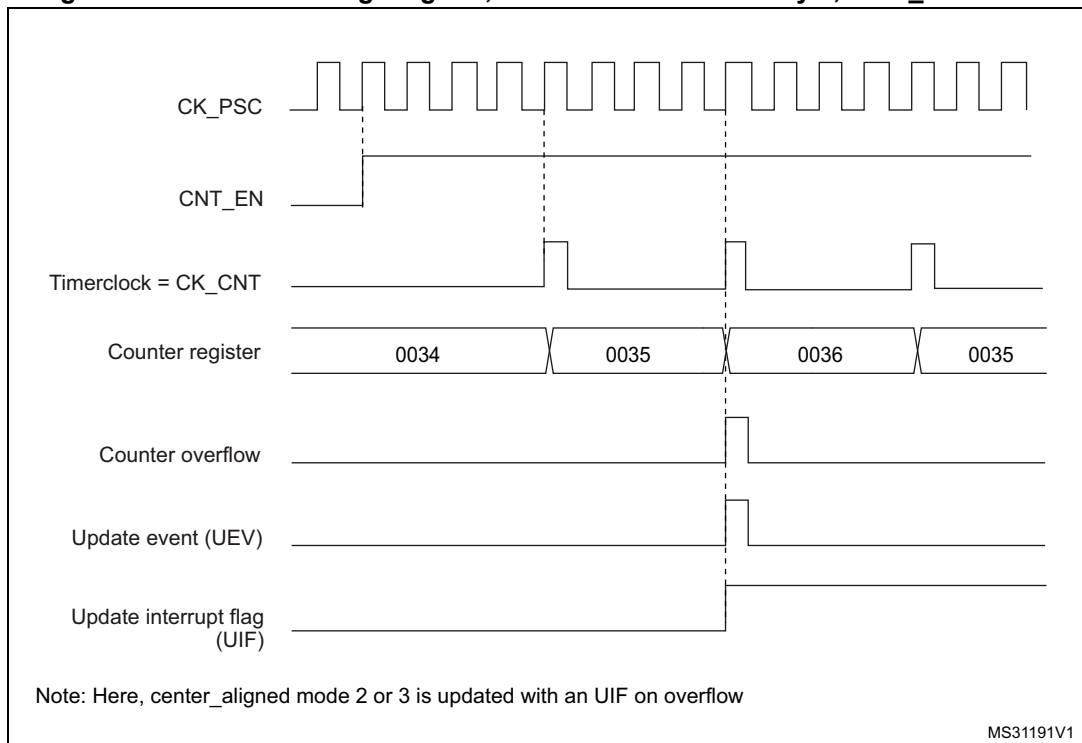 CK_PSC
CNT_EN
Timerclock = CK_CNT
Counter register
0034
0035
0036
0035
Counter overflow
Update event (UEV)
Update interrupt flag
(UIF)
Note: Here, center_aligned mode 2 or 3 is updated with an UIF on overflow
MS31191V1